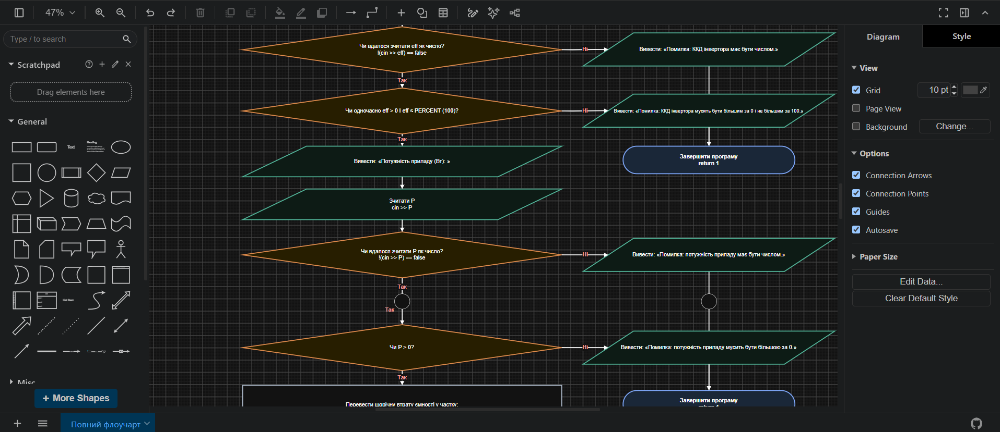 47%
Type / to search
Scratchpad
Drag elements here
General
Text
Heading
List Item
Misc
+ More Shapes
Чи вдалося зчитати eff як число?
!(cin >> eff) == false
Ні
Вивести: «Помилка: ККД інвертора має бути числом.»
Так
Чи одночасно eff > 0 І eff ≤ PERCENT (100)?
Ні
Вивести: «Помилка: ККД інвертора мусить бути більшим за 0 і не більшим за 100.»
Так
Вивести: «Потужність приладу (Вт): »
Завершити програму
return 1
Зчитати P
cin >> P
Чи вдалося зчитати P як число?
!(cin >> P) == false
Ні
Вивести: «Помилка: потужність приладу має бути числом.»
Так
Так
Чи P > 0?
Ні
Вивести: «Помилка: потужність приладу мусить бути більшою за 0.»
Так
Перевести щорічну втрату ємності у частку:
Завершити програму
return 1
Diagram
Style
View
Grid
10 pt
Page View
Background
Change...
Options
Connection Arrows
Connection Points
Guides
Autosave
Paper Size
Edit Data...
Clear Default Style
Повний флоучарт